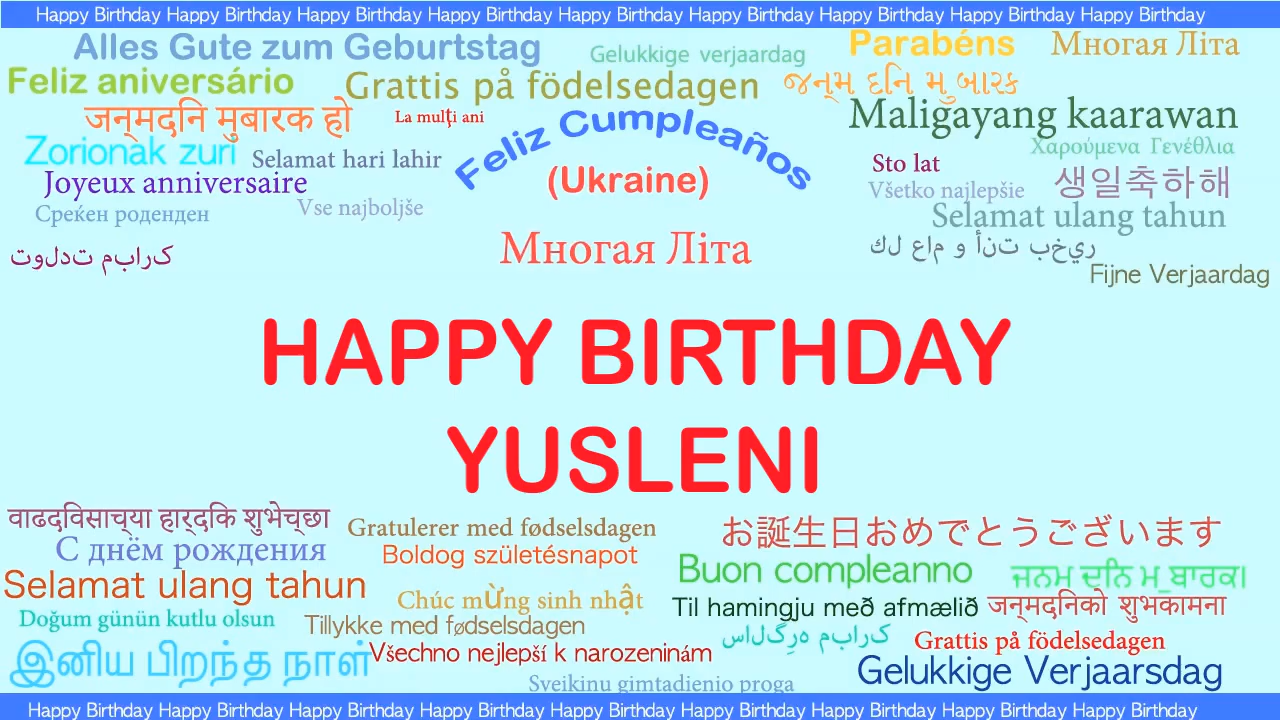 Happy Birthday Happy Birthday Happy Birthday Happy Birthday Happy Birthday Happy Birthday Happy Birthday Happy Birthday Happy Birthday
Alles Gute zum Geburtstag
Gelukkige verjaardag
Parabéns
Многая Літа
Feliz aniversário
Grattis på födelsedagen
જન્મ દનિ મુબારક
जन्मदनि मुबारक हो
La mulţi ani
Feliz Cumpleaños
Maligayang kaarawan
Zorionak zuri
Selamat hari lahir
Χαρούμενα Γενέθλια
Joyeux anniversaire
(Ukraine)
Sto lat
Všetko najlepšie
생일축하해
Срeќен роденден
Vse najboljše
Selamat ulang tahun
Многая Літа
تولدت مبارک
كل عام و أنت بخير
Fijne Verjaardag
HAPPY BIRTHDAY
YUSLENI
वाढदविसाच्या हार्दकि शुभेच्छा
Gratulerer med fødselsdagen
お誕生日おめでとうございます
С днём рождения
Boldog születésnapot
Selamat ulang tahun
Buon compleanno
ਜਨਮ ਦਨਿ ਮੁਬਾਰਕ।
Chúc mừng sinh nhật
Til hamingju með afmælið
जन्मदनिको शुभकामना
Doğum günün kutlu olsun
Tillykke med fødselsdagen
سالگرہ مبارک
Grattis på födelsedagen
இனிய பிறந்த நாள்
Všechno nejlepší k narozeninám
Gelukkige Verjaarsdag
Sveikinu gimtadienio proga
Happy Birthday Happy Birthday Happy Birthday Happy Birthday Happy Birthday Happy Birthday Happy Birthday Happy Birthday Happy Birthday